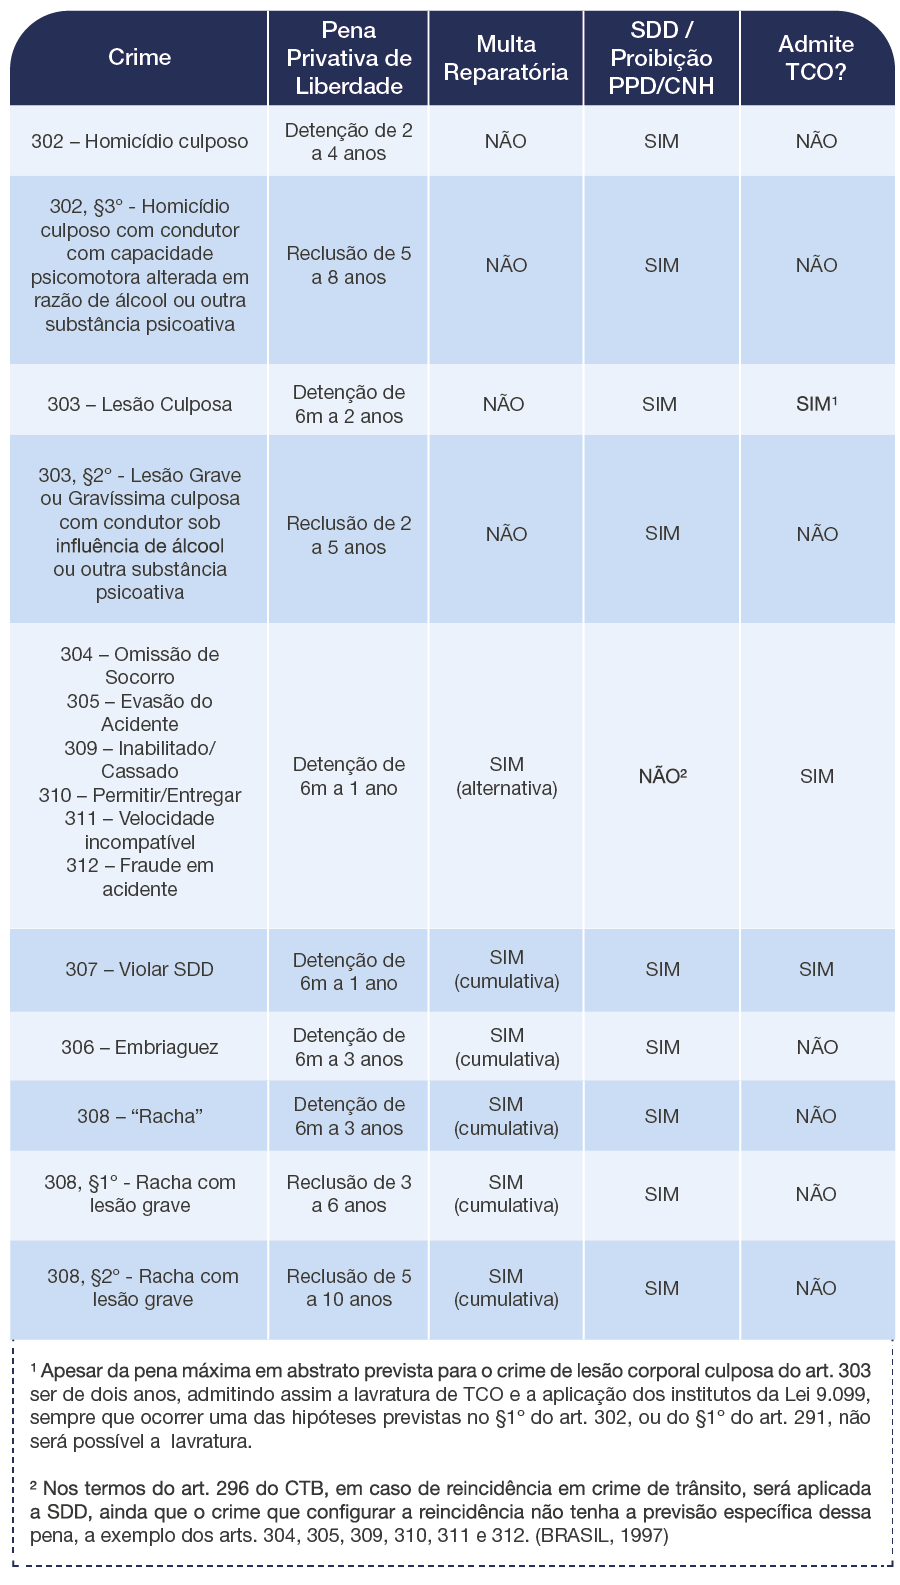 Crime
Pena
Privativa de
Liberdade
Multa
Reparatória
SDD /
Proibição
PPD/CNH
Admite
TCO?
302 – Homicídio culposo
Detenção de 2
a 4 anos
NÃO
SIM
NÃO
302, §3º - Homicídio
culposo com condutor
com capacidade
psicomotora alterada em
razão de álcool ou outra
substância psicoativa
Reclusão de 5
a 8 anos
NÃO
SIM
NÃO
303 – Lesão Culposa
Detenção de
6m a 2 anos
NÃO
SIM
SIM¹
303, §2º - Lesão Grave
ou Gravíssima culposa
com condutor sob
influência de álcool
ou outra substância
psicoativa
Reclusão de 2
a 5 anos
NÃO
SIM
NÃO
304 – Omissão de
Socorro
305 – Evasão do
Acidente
309 – Inabilitado/
Cassado
310 – Permitir/Entregar
311 – Velocidade
incompatível
312 – Fraude em
acidente
Detenção de
6m a 1 ano
SIM
(alternativa)
NÃO²
SIM
307 – Violar SDD
Detenção de
6m a 1 ano
SIM
(cumulativa)
SIM
SIM
306 – Embriaguez
Detenção de
6m a 3 anos
SIM
(cumulativa)
SIM
NÃO
308 – “Racha”
Detenção de
6m a 3 anos
SIM
(cumulativa)
SIM
NÃO
308, §1º - Racha com
lesão grave
Reclusão de 3
a 6 anos
SIM
(cumulativa)
SIM
NÃO
308, §2º - Racha com
lesão grave
Reclusão de 5
a 10 anos
SIM
(cumulativa)
SIM
NÃO
¹ Apesar da pena máxima em abstrato prevista para o crime de lesão corporal culposa do art. 303
ser de dois anos, admitindo assim a lavratura de TCO e a aplicação dos institutos da Lei 9.099,
sempre que ocorrer uma das hipóteses previstas no §1º do art. 302, ou do §1º do art. 291, não
será possível a lavratura.
² Nos termos do art. 296 do CTB, em caso de reincidência em crime de trânsito, será aplicada
a SDD, ainda que o crime que configurar a reincidência não tenha a previsão específica dessa
pena, a exemplo dos arts. 304, 305, 309, 310, 311 e 312. (BRASIL, 1997)